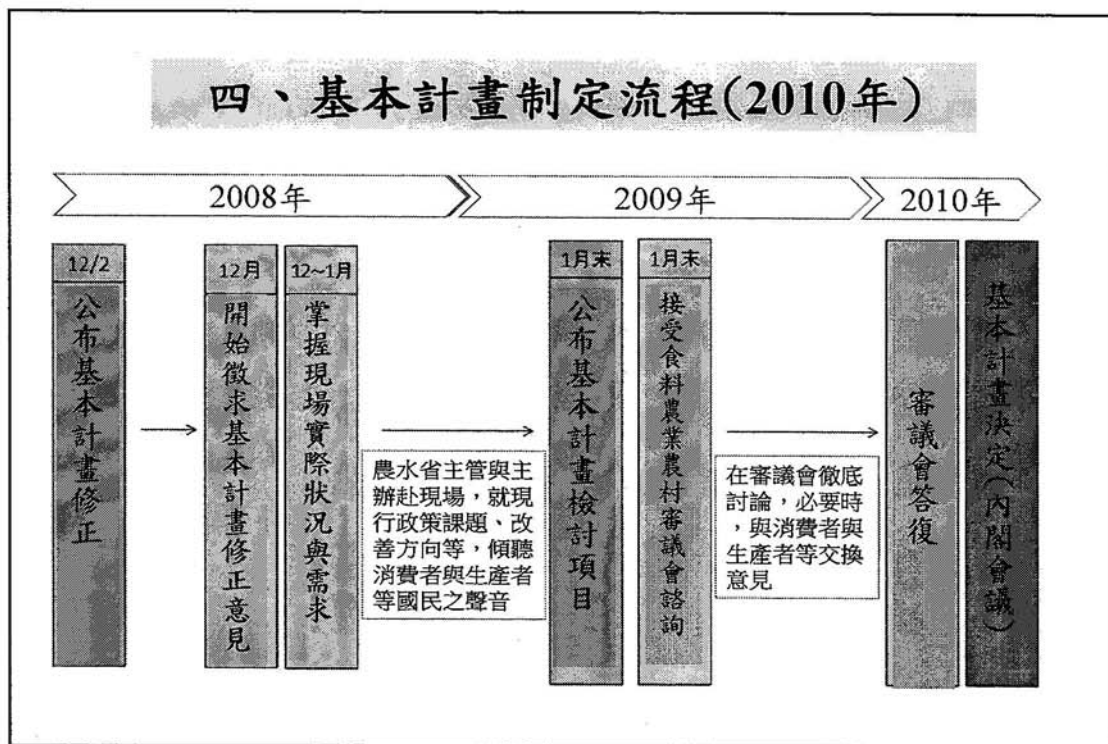 四、基本計畫制定流程(2010年)
2008年
2009年
2010年
12/2
公布基本計畫修正
12月
開始徵求基本計畫修正意見
12~1月
掌握現場實際狀況與需求
農水省主管與主
辦赴現場，就現
行政策課題、改
善方向等，傾聽
消費者與生產者
等國民之聲音
1月末
公布基本計畫檢討項目
1月末
接受食料農業農村審議會諮詢
在審議會徹底
討論，必要時
，與消費者與
生產者等交換
意見
審議會答復
基本計畫決定(內閣會議)